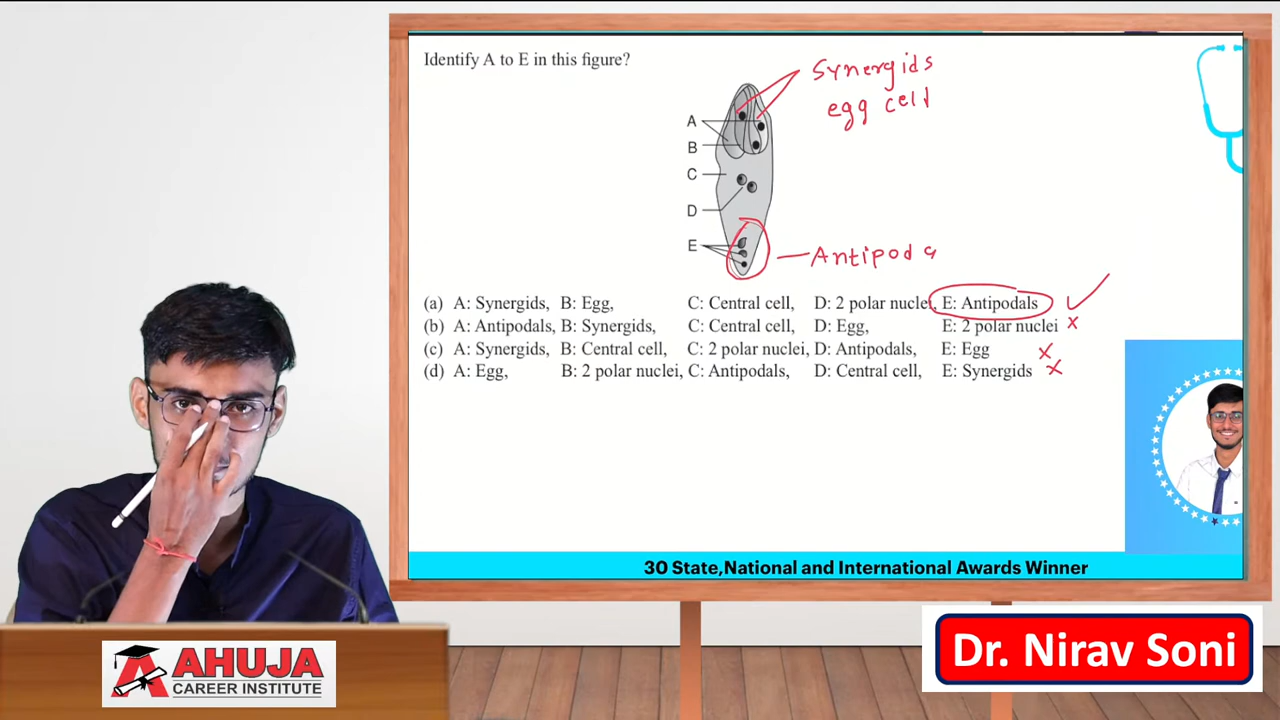 Identify A to E in this figure?
Synergids
egg cell
A
B
C
D
E
Antipoda
(a) A: Synergids, B: Egg, C: Central cell, D: 2 polar nuclei, E: Antipodals
(b) A: Antipodals, B: Synergids, C: Central cell, D: Egg, E: 2 polar nuclei
(c) A: Synergids, B: Central cell, C: 2 polar nuclei, D: Antipodals, E: Egg
(d) A: Egg, B: 2 polar nuclei, C: Antipodals, D: Central cell, E: Synergids
30 State,National and International Awards Winner
AHUJA
CAREER INSTITUTE
Dr. Nirav Soni